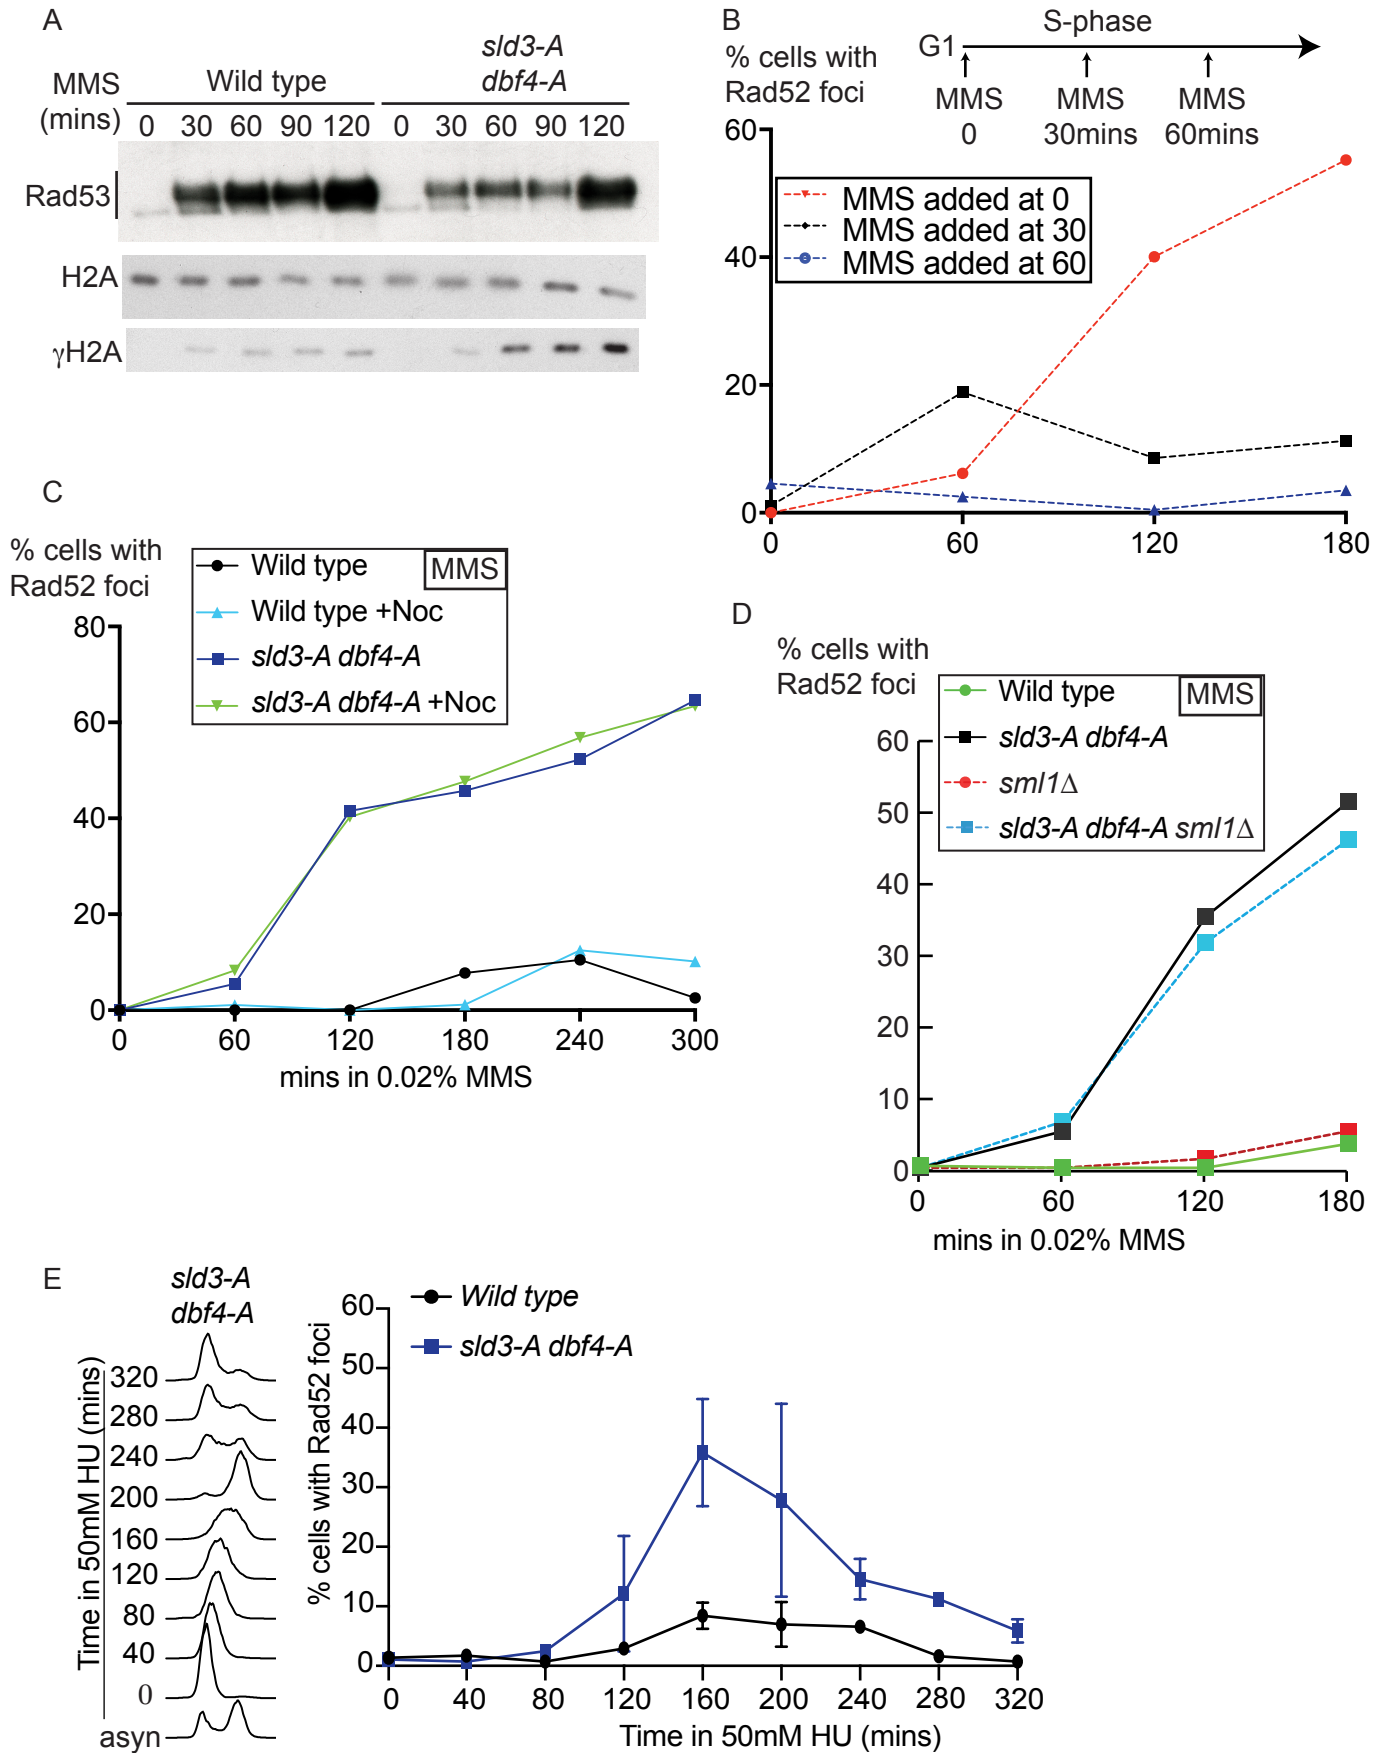 A
MMS
(mins)
Wild type
sld3-A
dbf4-A
0 30 60 90 120 0 30 60 90 120
Rad53
H2A
γH2A
B
% cells with
Rad52 foci
S-phase
G1
MMS
0
MMS
30mins
MMS
60mins
MMS added at 0
MMS added at 30
MMS added at 60
60
40
20
0
0 60 120 180
C
% cells with
Rad52 foci
Wild type
MMS
Wild type +Noc
sld3-A dbf4-A
sld3-A dbf4-A +Noc
80
60
40
20
0
0 60 120 180 240 300
mins in 0.02% MMS
D
% cells with
Rad52 foci
Wild type
MMS
sld3-A dbf4-A
sml1Δ
sld3-A dbf4-A sml1Δ
60
50
40
30
20
10
0
0 60 120 180
mins in 0.02% MMS
E
sld3-A
dbf4-A
Time in 50mM HU (mins)
320
280
240
200
160
120
80
40
0
asyn
Wild type
sld3-A dbf4-A
% cells with Rad52 foci
60
50
40
30
20
10
0
0 40 80 120 160 200 240 280 320
Time in 50mM HU (mins)